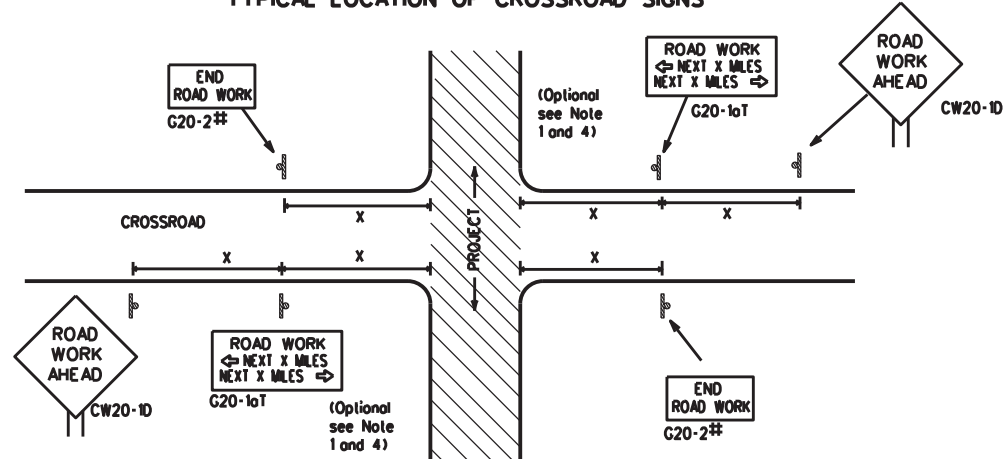 TYPICAL LOCATION OF CROSSROAD SIGNS
END
ROAD WORK
G20-2#
(Optional
see Note
1 and 4)
ROAD WORK
⇦ NEXT X MILES
NEXT X MILES ⇨
G20-1aT
ROAD
WORK
AHEAD
CW20-1D
CROSSROAD
X
X
X
PROJECT
X
X
X
ROAD
WORK
AHEAD
CW20-1D
ROAD WORK
⇦ NEXT X MILES
NEXT X MILES ⇨
G20-1aT
(Optional
see Note
1 and 4)
END
ROAD WORK
G20-2#